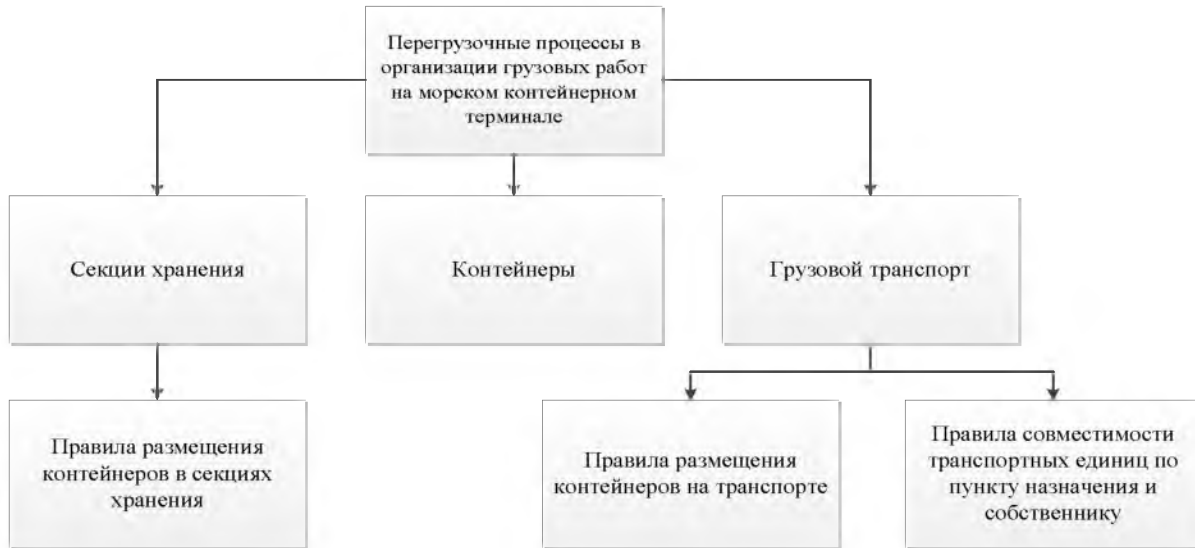 Перегрузочные процессы в
организации грузовых работ
на морском контейнерном
терминале
Секции хранения
Контейнеры
Грузовой транспорт
Правила размещения
контейнеров в секциях
хранения
Правила размещения
контейнеров на транспорте
Правила совместимости
транспортных единиц по
пункту назначения и
собственнику